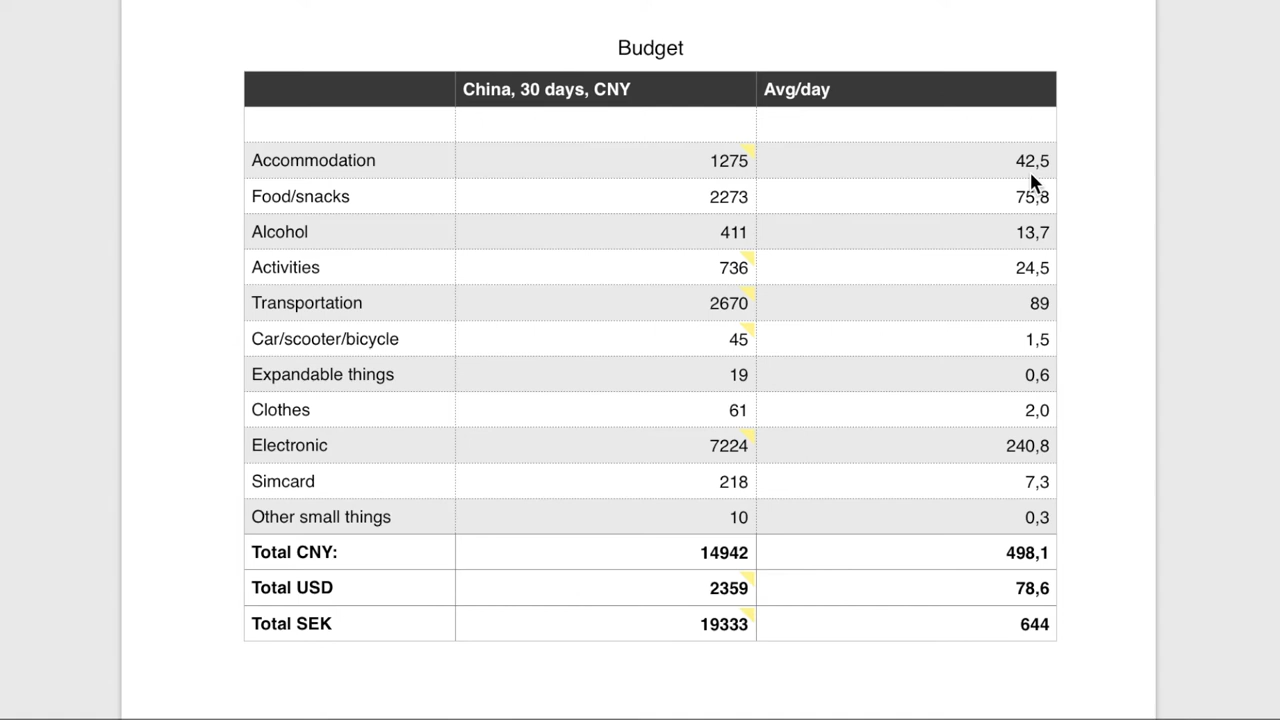 Budget
China, 30 days, CNY Avg/day
Accommodation 1275 42,5
Food/snacks 2273 75,8
Alcohol 411 13,7
Activities 736 24,5
Transportation 2670 89
Car/scooter/bicycle 45 1,5
Expandable things 19 0,6
Clothes 61 2,0
Electronic 7224 240,8
Simcard 218 7,3
Other small things 10 0,3
Total CNY: 14942 498,1
Total USD 2359 78,6
Total SEK 19333 644